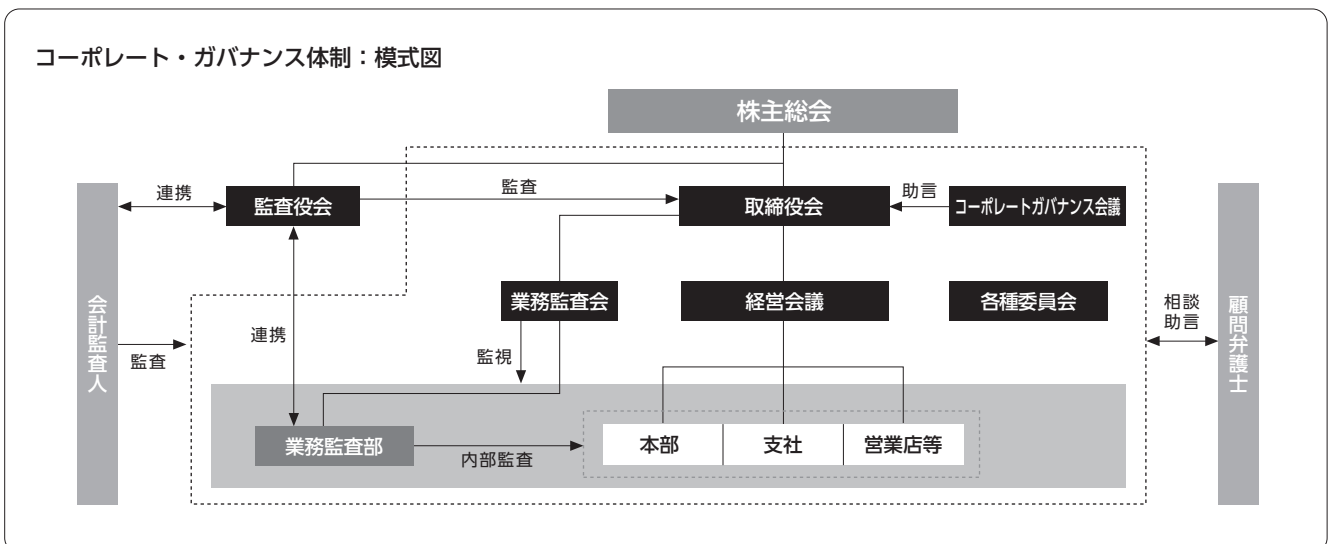 コーポレート・ガバナンス体制：模式図
株主総会
連携
監査役会
監査
取締役会
助言
コーポレートガバナンス会議
会計監査人
監査
連携
業務監査会
経営会議
各種委員会
監視
相談
助言
顧問弁護士
業務監査部
内部監査
本部
支社
営業店等